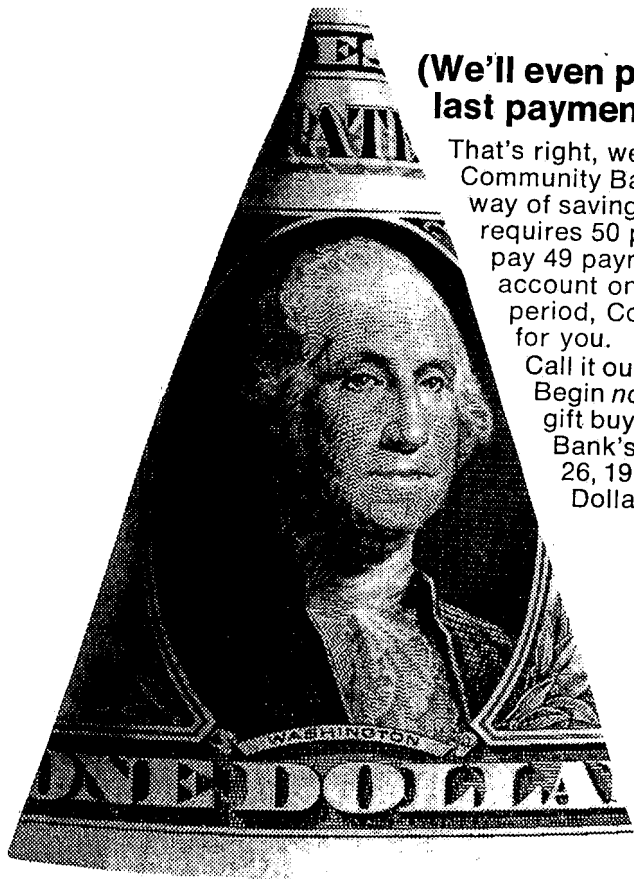 (We'll even p
last paymen
That's right, we
Community Ba
way of saving
requires 50 p
pay 49 payr
account on
period, Co
for you.
Call it ou
Begin no
gift buy
Bank's
26, 19
Dolla
WASHINGTON
ONE DOLLA